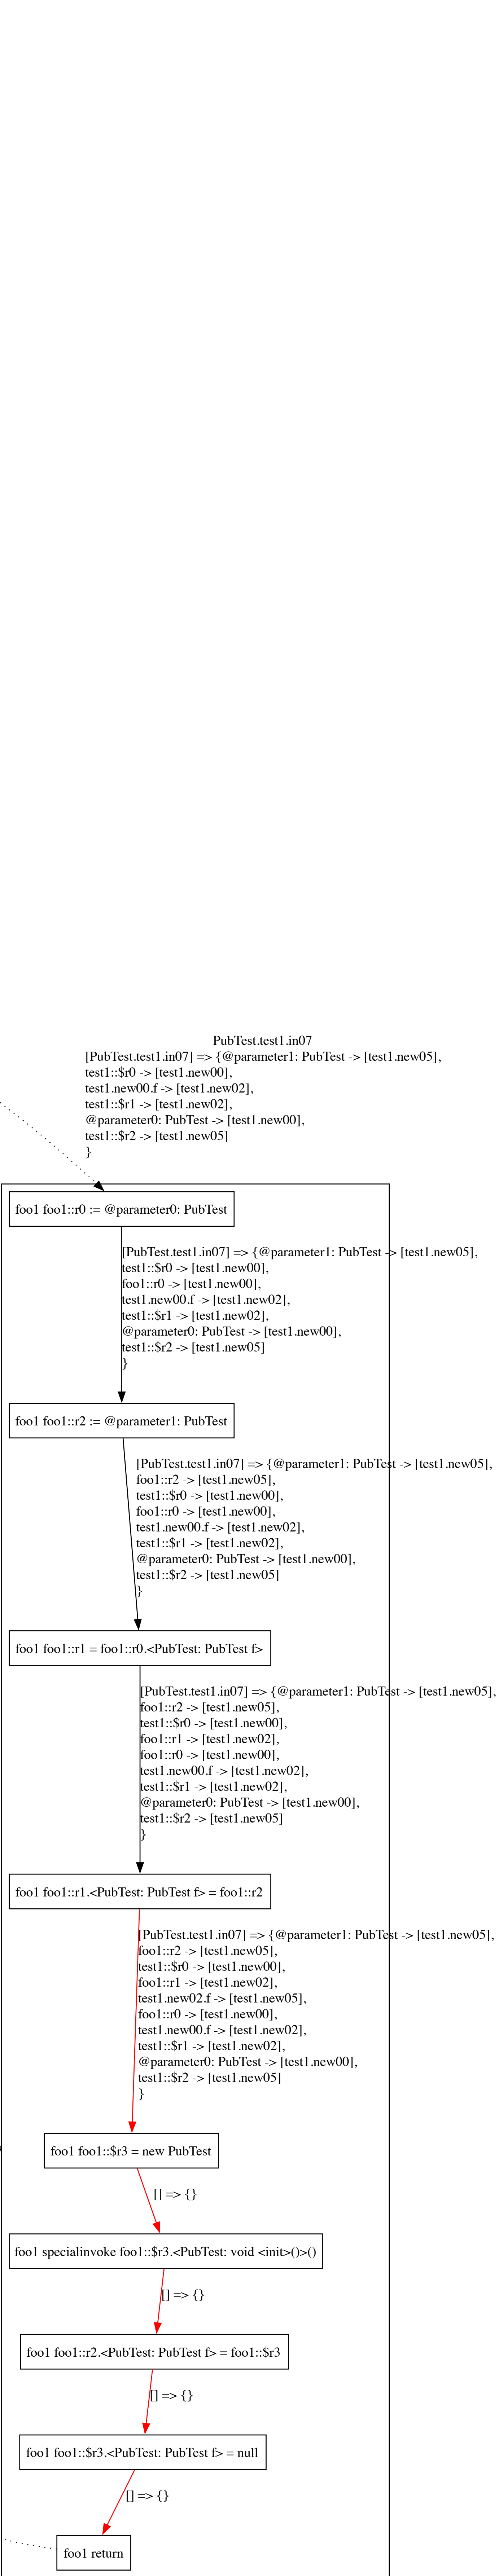 PubTest.test1.in07
[PubTest.test1.in07] => {@parameter1: PubTest -> [test1.new05],
test1::$r0 -> [test1.new00],
test1.new00.f -> [test1.new02],
test1::$r1 -> [test1.new02],
@parameter0: PubTest -> [test1.new00],
test1::$r2 -> [test1.new05]
}
foo1 foo1::r0 := @parameter0: PubTest
[PubTest.test1.in07] => {@parameter1: PubTest -> [test1.new05],
test1::$r0 -> [test1.new00],
foo1::r0 -> [test1.new00],
test1.new00.f -> [test1.new02],
test1::$r1 -> [test1.new02],
@parameter0: PubTest -> [test1.new00],
test1::$r2 -> [test1.new05]
}
foo1 foo1::r2 := @parameter1: PubTest
[PubTest.test1.in07] => {@parameter1: PubTest -> [test1.new05],
foo1::r2 -> [test1.new05],
test1::$r0 -> [test1.new00],
foo1::r0 -> [test1.new00],
test1.new00.f -> [test1.new02],
test1::$r1 -> [test1.new02],
@parameter0: PubTest -> [test1.new00],
test1::$r2 -> [test1.new05]
}
foo1 foo1::r1 = foo1::r0.<PubTest: PubTest f>
[PubTest.test1.in07] => {@parameter1: PubTest -> [test1.new05],
foo1::r2 -> [test1.new05],
test1::$r0 -> [test1.new00],
foo1::r1 -> [test1.new02],
foo1::r0 -> [test1.new00],
test1.new00.f -> [test1.new02],
test1::$r1 -> [test1.new02],
@parameter0: PubTest -> [test1.new00],
test1::$r2 -> [test1.new05]
}
foo1 foo1::r1.<PubTest: PubTest f> = foo1::r2
[PubTest.test1.in07] => {@parameter1: PubTest -> [test1.new05],
foo1::r2 -> [test1.new05],
test1::$r0 -> [test1.new00],
foo1::r1 -> [test1.new02],
test1.new02.f -> [test1.new05],
foo1::r0 -> [test1.new00],
test1.new00.f -> [test1.new02],
test1::$r1 -> [test1.new02],
@parameter0: PubTest -> [test1.new00],
test1::$r2 -> [test1.new05]
}
foo1 foo1::$r3 = new PubTest
[] => {}
foo1 specialinvoke foo1::$r3.<PubTest: void <init>()>()
[] => {}
foo1 foo1::r2.<PubTest: PubTest f> = foo1::$r3
[] => {}
foo1 foo1::$r3.<PubTest: PubTest f> = null
[] => {}
foo1 return